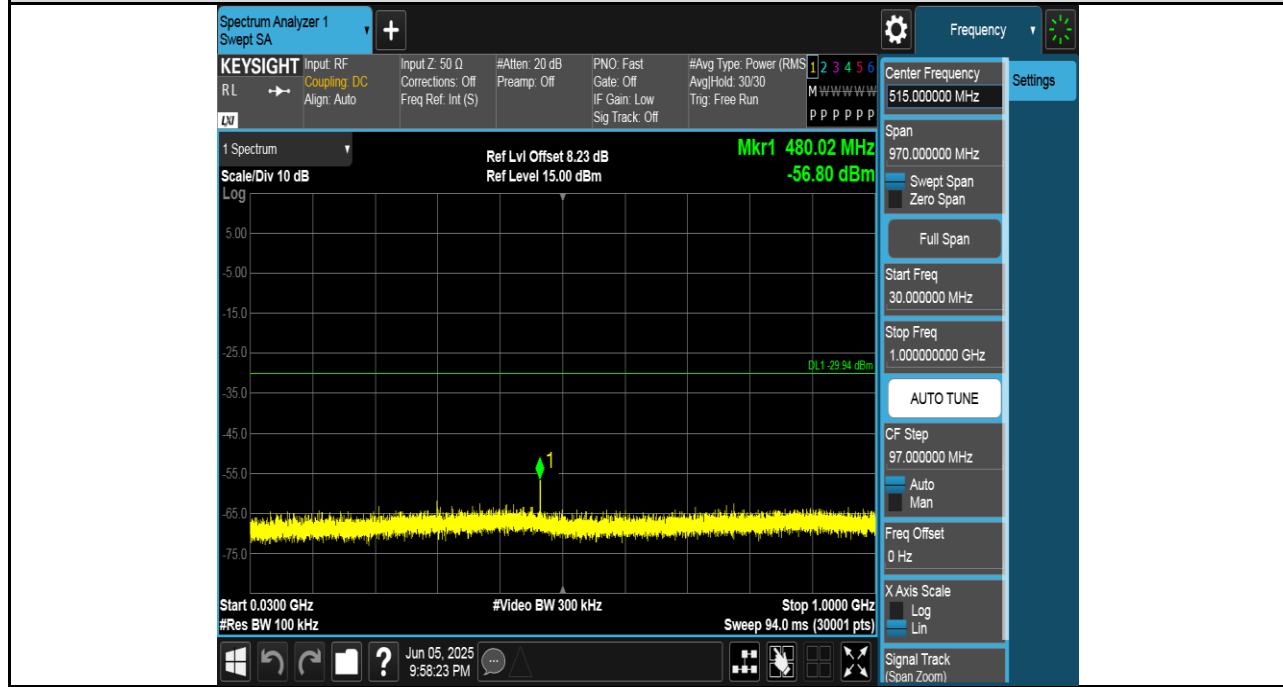 Spectrum Analyzer 1
Swept SA
+
Frequency
KEYSIGHT
RL
LXI
Input: RF
Coupling: DC
Align: Auto
Input Z: 50 Ω
Corrections: Off
Freq Ref: Int (S)
#Atten: 20 dB
Preamp: Off
PNO: Fast
Gate: Off
IF Gain: Low
Sig Track: Off
#Avg Type: Power (RMS
Avg|Hold: 30/30
Trig: Free Run
1 2 3 4 5 6
M W W W W W
P P P P P P
1 Spectrum
Scale/Div 10 dB
Log
Ref Lvl Offset 8.23 dB
Ref Level 15.00 dBm
Mkr1 480.02 MHz
-56.80 dBm
5.00
-5.00
-15.0
-25.0
DL1 -29.94 dBm
-35.0
-45.0
1
-55.0
-65.0
-75.0
Start 0.0300 GHz
#Video BW 300 kHz
Stop 1.0000 GHz
#Res BW 100 kHz
Sweep 94.0 ms (30001 pts)
?
Jun 05, 2025
9:58:23 PM
Center Frequency
515.000000 MHz
Settings
Span
970.000000 MHz
Swept Span
Zero Span
Full Span
Start Freq
30.000000 MHz
Stop Freq
1.000000000 GHz
AUTO TUNE
CF Step
97.000000 MHz
Auto
Man
Freq Offset
0 Hz
X Axis Scale
Log
Lin
Signal Track
(Span Zoom)